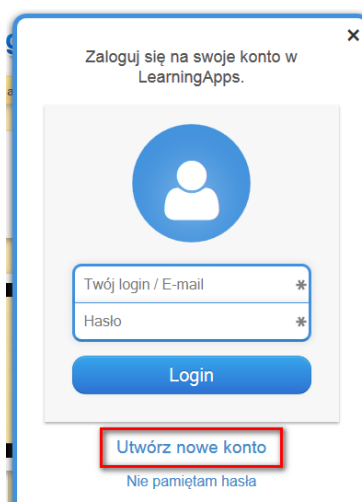 Zaloguj się na swoje konto w
LearningApps.
Twój login / E-mail
Hasło
Login
Utwórz nowe konto
Nie pamiętam hasła